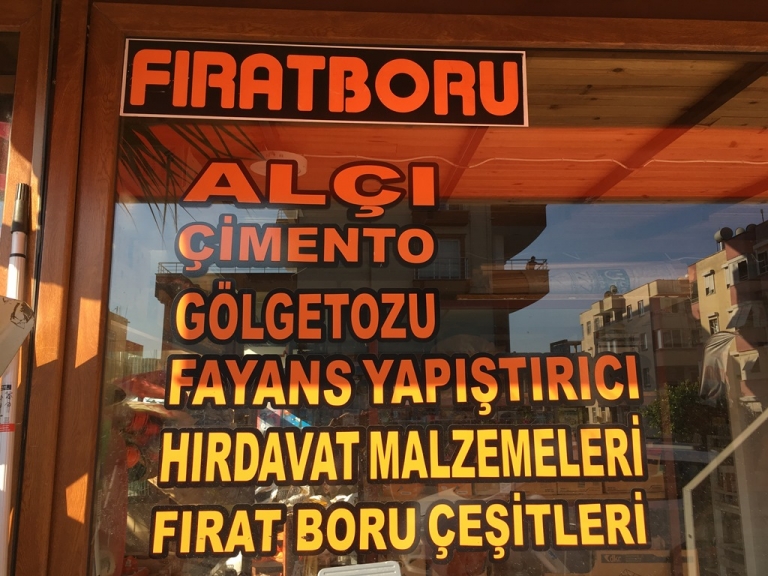 FIRATBORU
ALÇI
ÇİMENTO
GÖLGETOZU
FAYANS YAPIŞTIRICI
HIRDAVAT MALZEMELERİ
FIRAT BORU ÇEŞİTLERİ